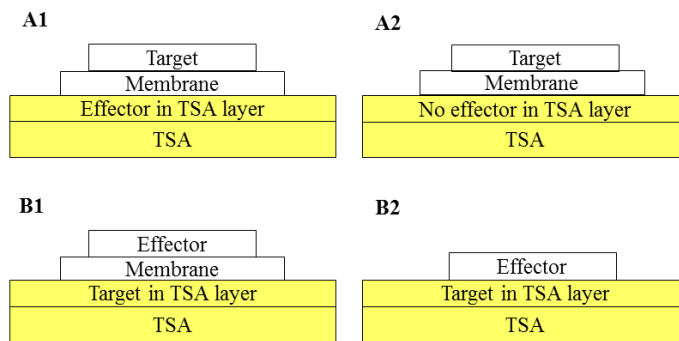 A1
Target
Membrane
Effector in TSA layer
TSA
A2
Target
Membrane
No effector in TSA layer
TSA
B1
Effector
Membrane
Target in TSA layer
TSA
B2
Effector
Target in TSA layer
TSA